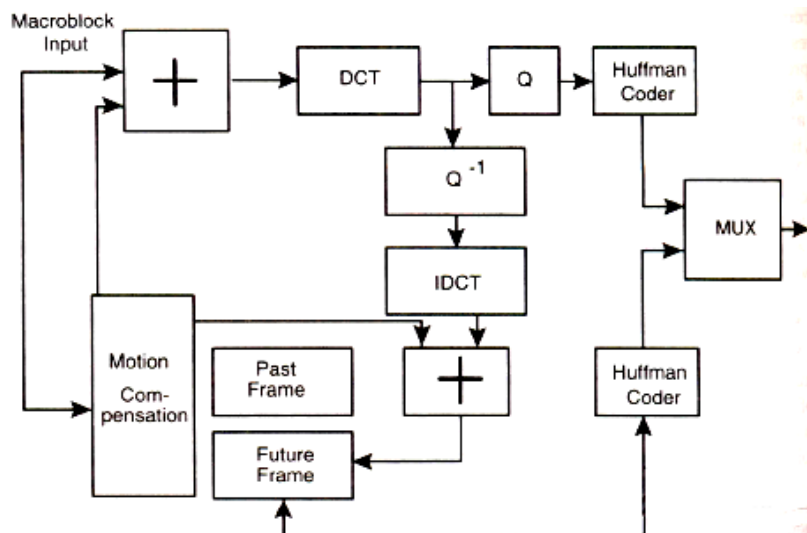 Macroblock
Input
+
DCT
Q
Huffman
Coder
Q -1
MUX
IDCT
Motion
Com-
pensation
Past
Frame
+
Huffman
Coder
Future
Frame